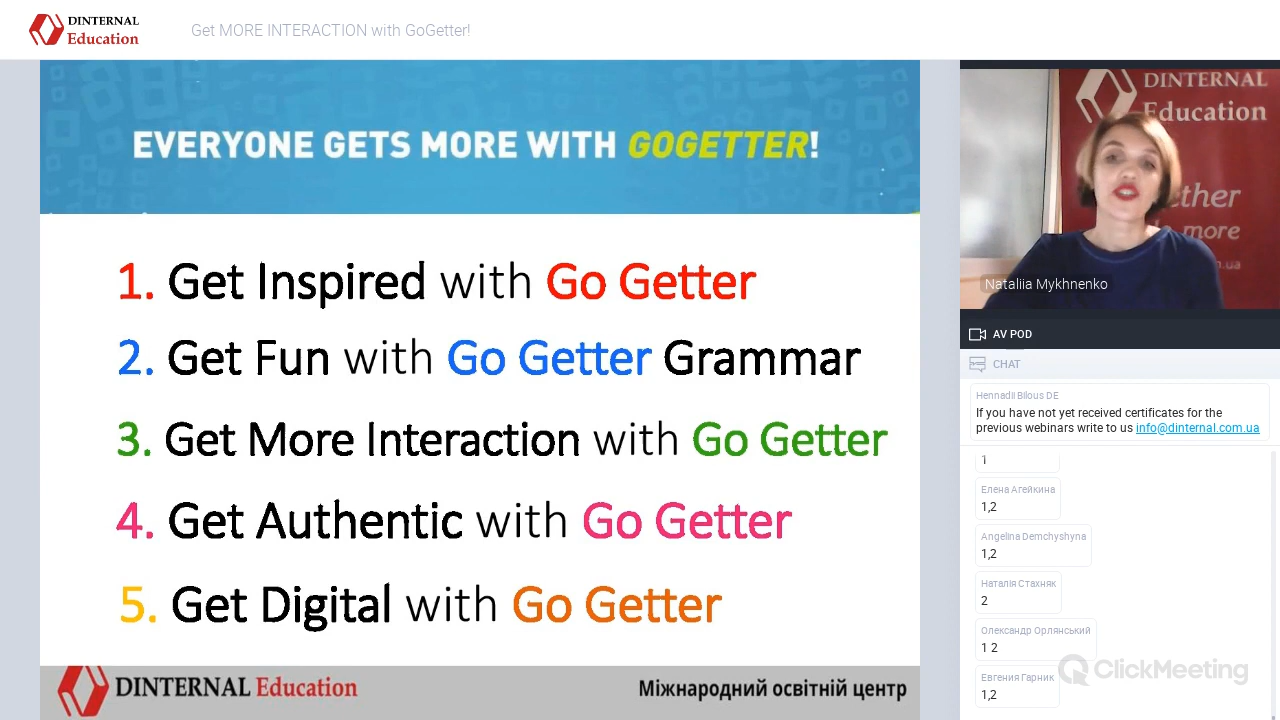 DINTERNAL
Education
Get MORE INTERACTION with GoGetter!
EVERYONE GETS MORE WITH GOGETTER!
1. Get Inspired with Go Getter
2. Get Fun with Go Getter Grammar
3. Get More Interaction with Go Getter
4. Get Authentic with Go Getter
5. Get Digital with Go Getter
DINTERNAL Education
Міжнародний освітній центр
DINTERNAL
Education
more
Nataliia Mykhnenko
AV POD
CHAT
Hennadii Bilous DE
If you have not yet received certificates for the
previous webinars write to us info@dinternal.com.ua
1
Елена Агейкина
1,2
Angelina Demchyshyna
1,2
Наталія Стахняк
2
Олександр Орлянський
1 2
Евгения Гарник
1,2
ClickMeeting